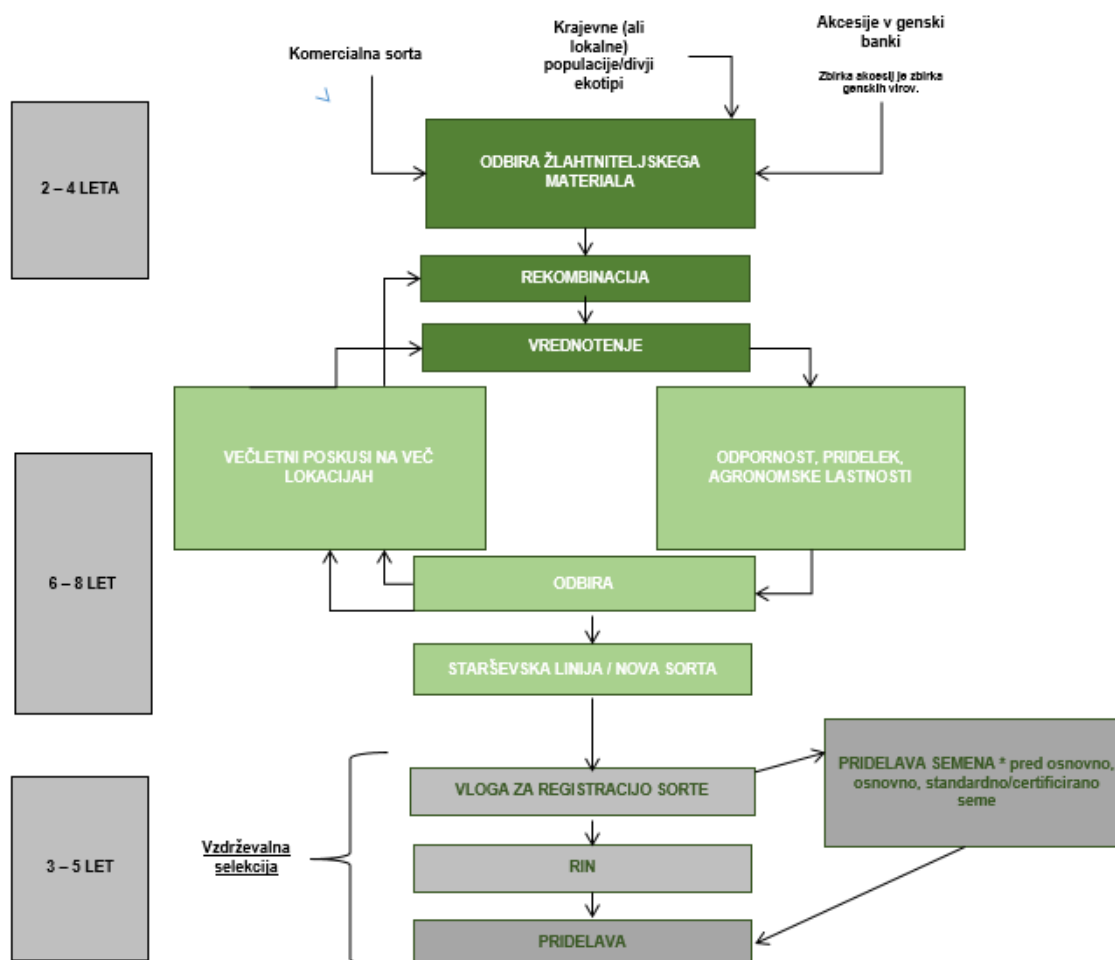 Komercialna sorta
Krajevne (ali
lokalne)
populacije/divji
ekotipi
Akcesije v genski
banki
Zbirka akcesij je zbirka
genskih virov.
2 – 4 LETA
ODBIRA ŽLAHTNITELJSKEGA
MATERIALA
REKOMBINACIJA
VREDNOTENJE
VEČLETNI POSKUSI NA VEČ
LOKACIJAH
ODPORNOST, PRIDELEK,
AGRONOMSKE LASTNOSTI
6 – 8 LET
ODBIRA
STARŠEVSKA LINIJA / NOVA SORTA
PRIDELAVA SEMENA * pred osnovno,
osnovno, standardno/certificirano
seme
VLOGA ZA REGISTRACIJO SORTE
Vzdrževalna
selekcija
3 – 5 LET
RIN
PRIDELAVA